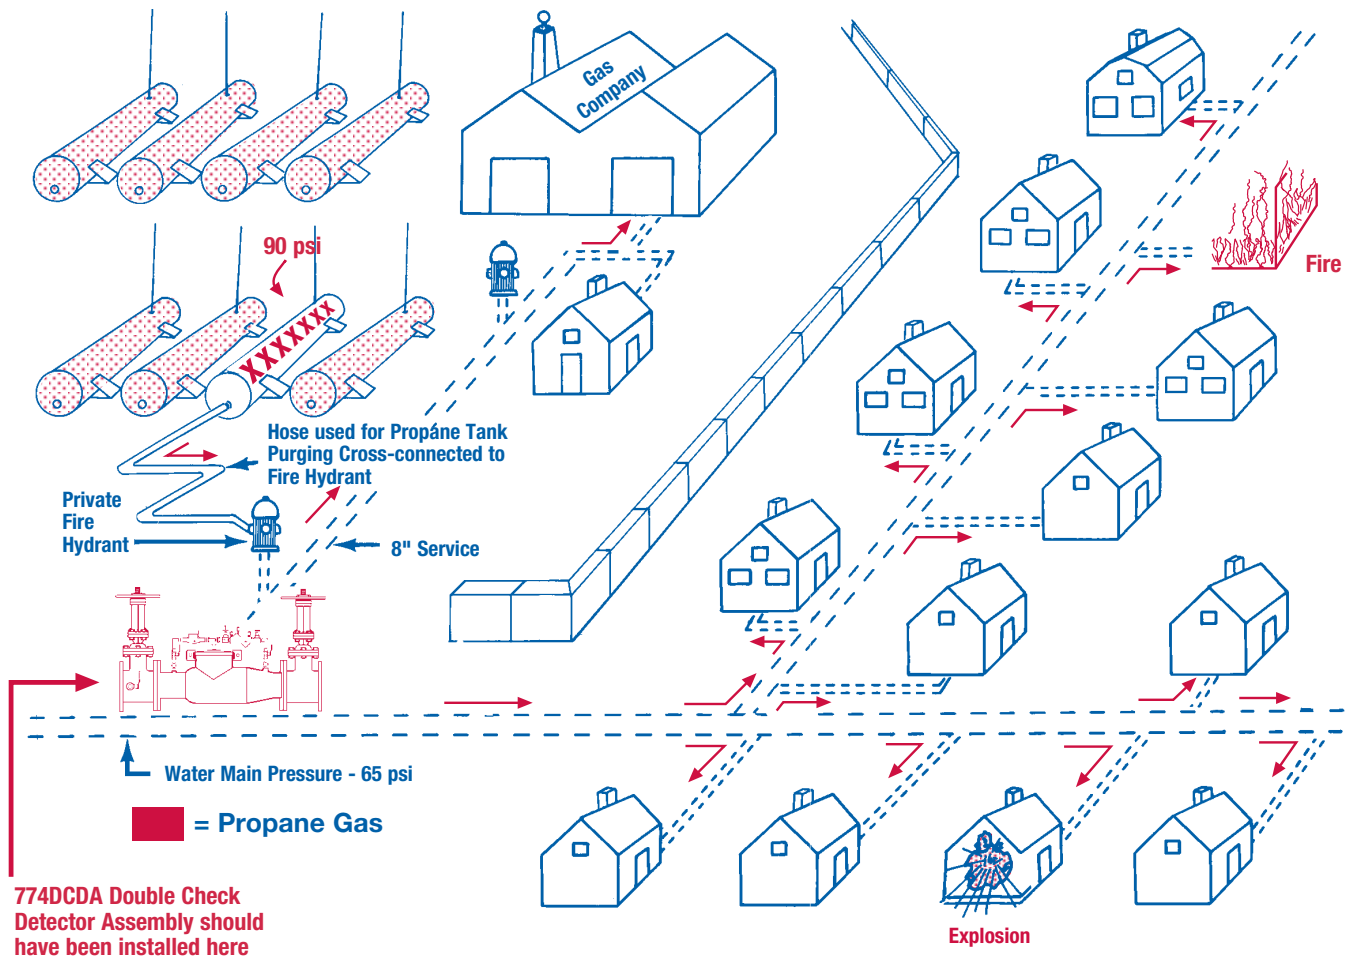 Gas
Company
90 psi
Fire
Hose used for Propáne Tank
Purging Cross-connected to
Fire Hydrant
Private
Fire
Hydrant
8" Service
Water Main Pressure - 65 psi
= Propane Gas
774DCDA Double Check
Detector Assembly should
have been installed here
Explosion
XXXXXXX